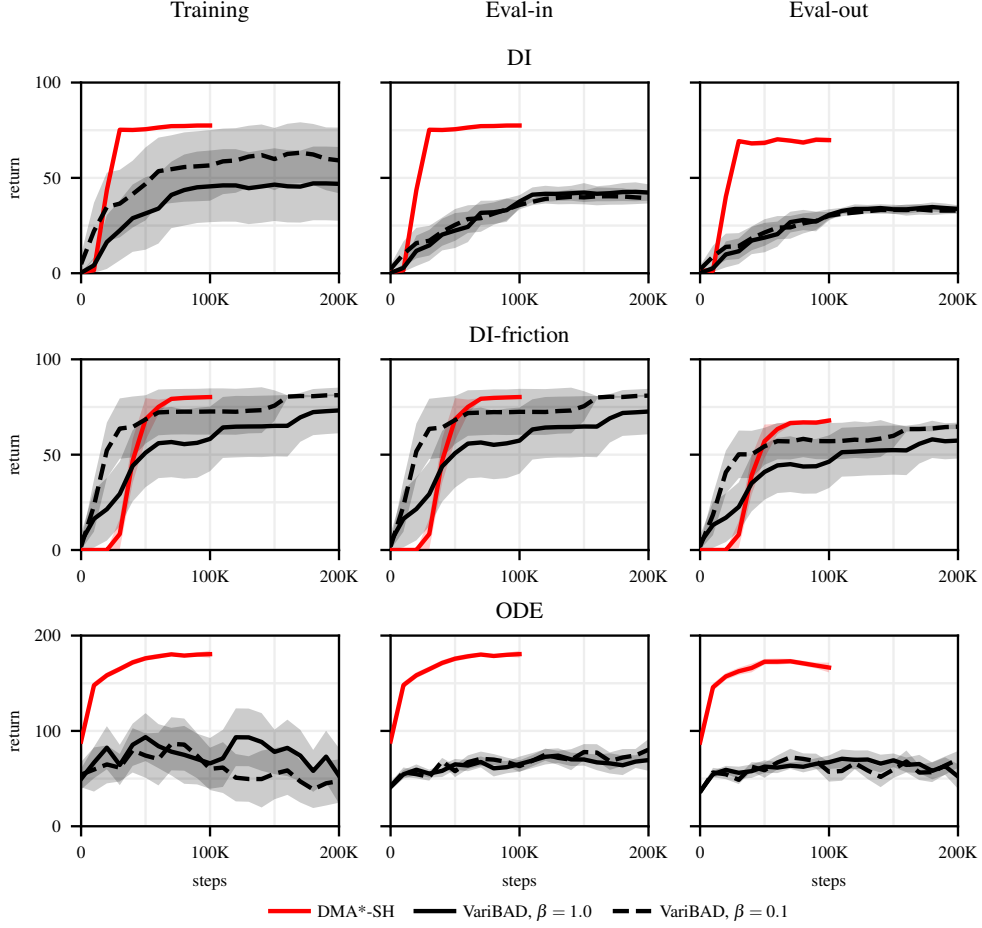 Training Eval-in Eval-out
DI
100
50
0
return
0 100K 200K
0 100K 200K
0 100K 200K
DI-friction
100
50
0
return
0 100K 200K
0 100K 200K
0 100K 200K
ODE
200
100
0
return
0 100K 200K
0 100K 200K
0 100K 200K
steps steps steps
DMA*-SH VariBAD, β = 1.0 VariBAD, β = 0.1